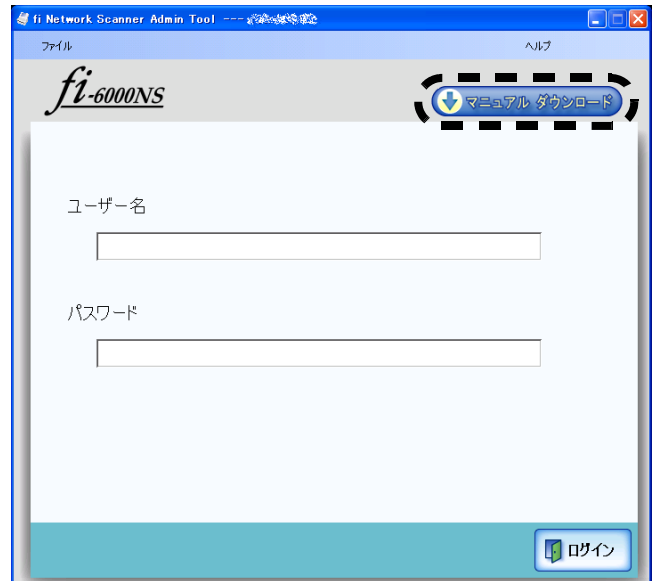 fi Network Scanner Admin Tool ---
ファイル ヘルプ
fi-6000NS
マニュアル ダウンロード
ユーザー名
パスワード
ログイン